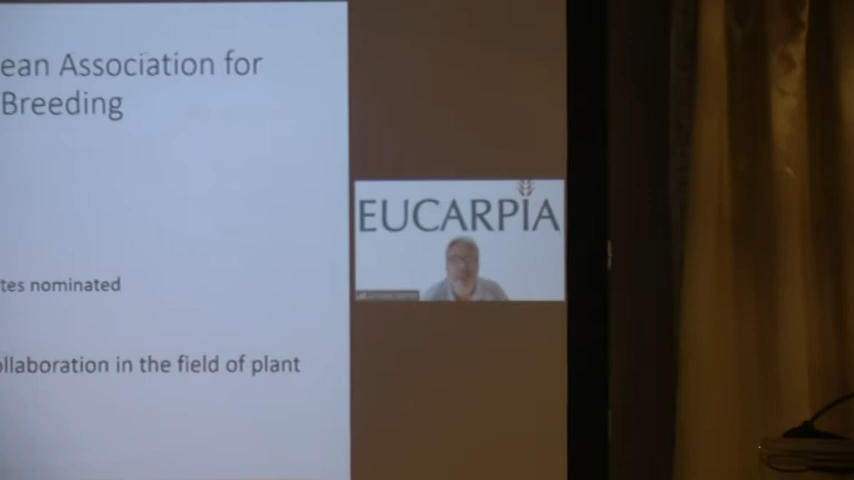 ean Association for
Breeding
tes nominated
ollaboration in the field of plant
EUCARPIA